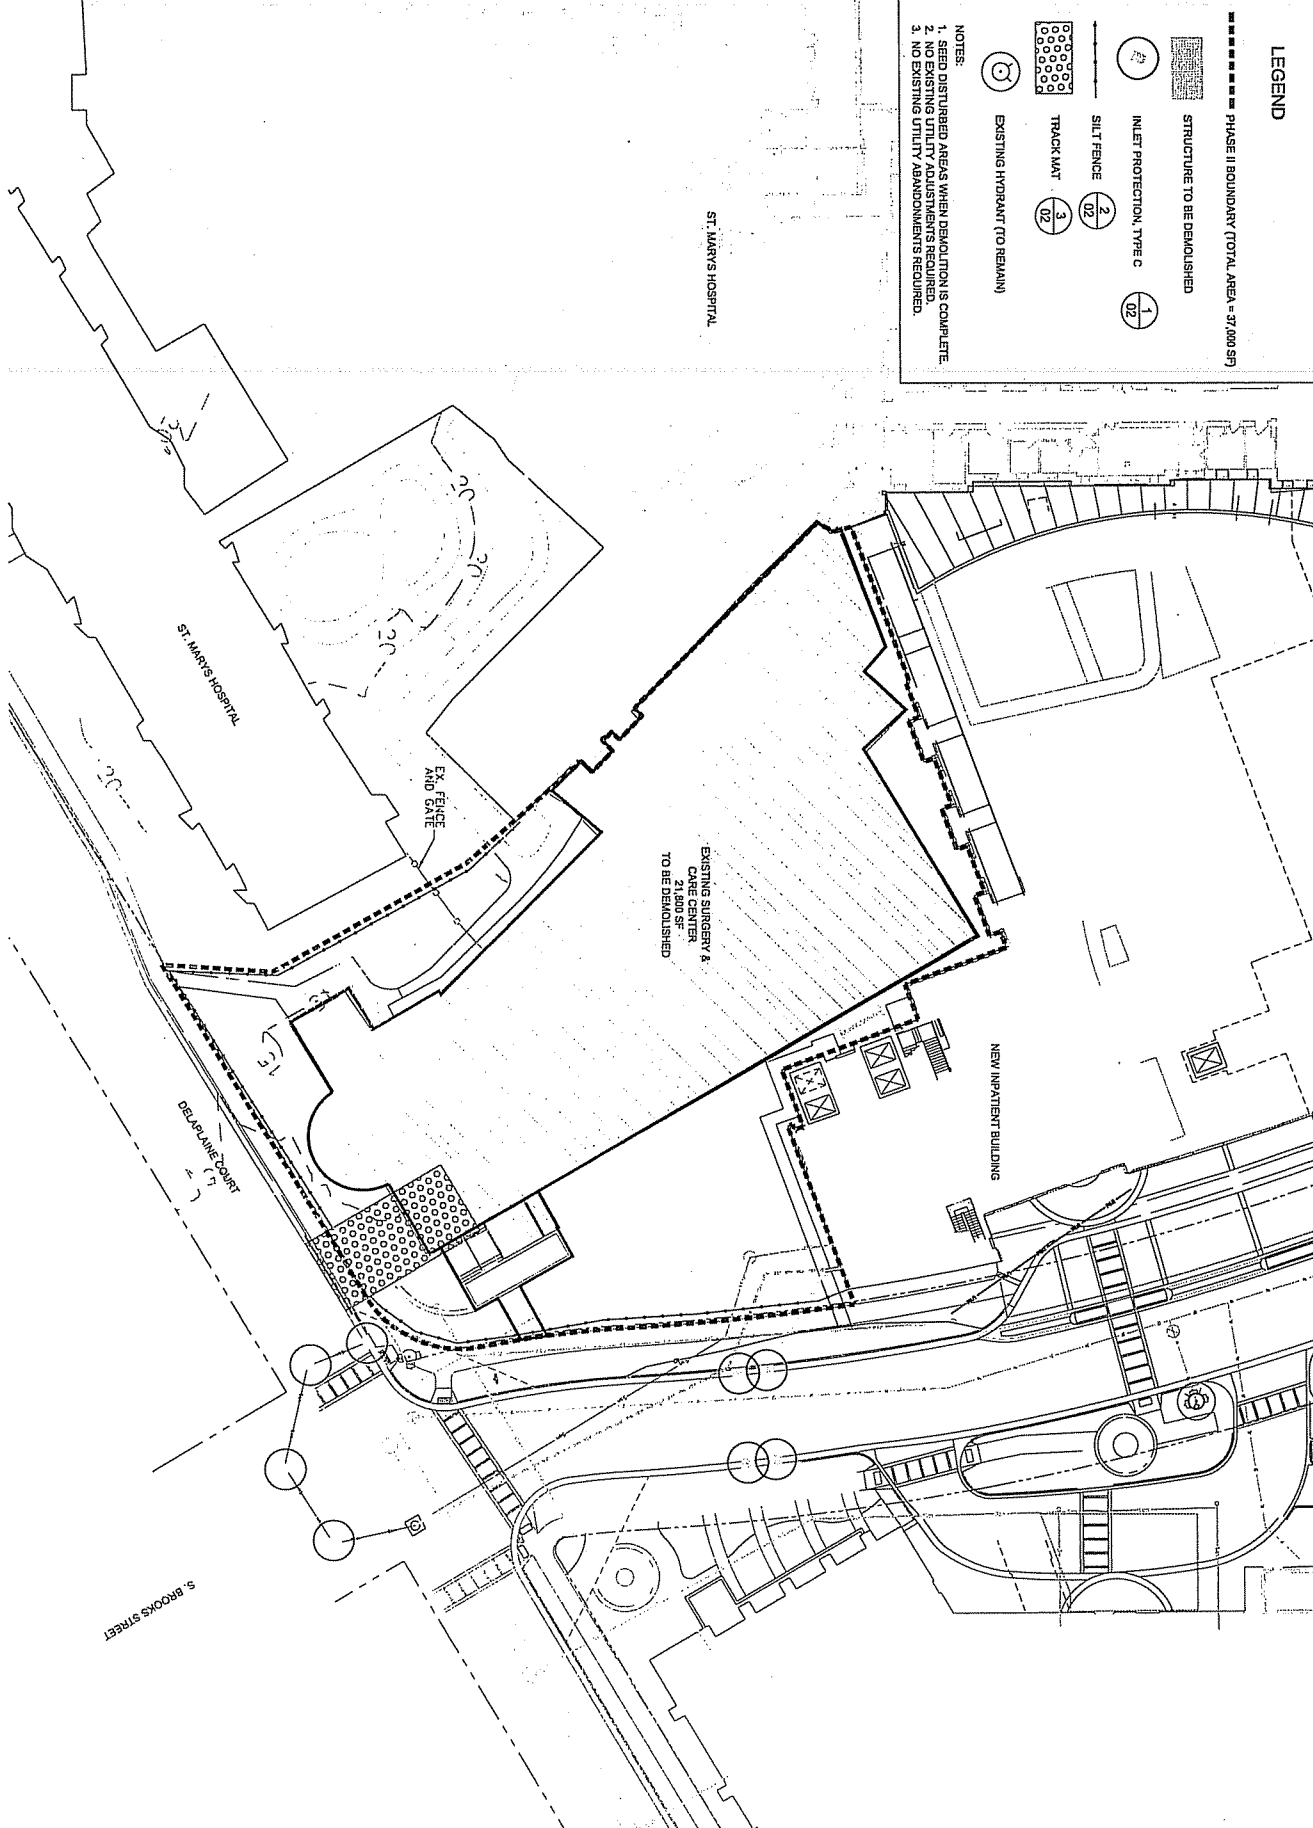 LEGEND
PHASE II BOUNDARY (TOTAL AREA = 37,000 SF)
STRUCTURE TO BE DEMOLISHED
INLET PROTECTION, TYPE C
1
02
SILT FENCE
2
02
TRACK MAT
3
02
EXISTING HYDRANT (TO REMAIN)
NOTES:
1. SEED DISTURBED AREAS WHEN DEMOLITION IS COMPLETE.
2. NO EXISTING UTILITY ADJUSTMENTS REQUIRED.
3. NO EXISTING UTILITY ABANDONMENTS REQUIRED.
ST. MARYS HOSPITAL
ST. MARYS HOSPITAL
EX. FENCE
AND GATE
EXISTING SURGERY &
CARE CENTER
21,800 SF
TO BE DEMOLISHED
NEW INPATIENT BUILDING
15
DELAPLAINE COURT
S. BROOKS STREET